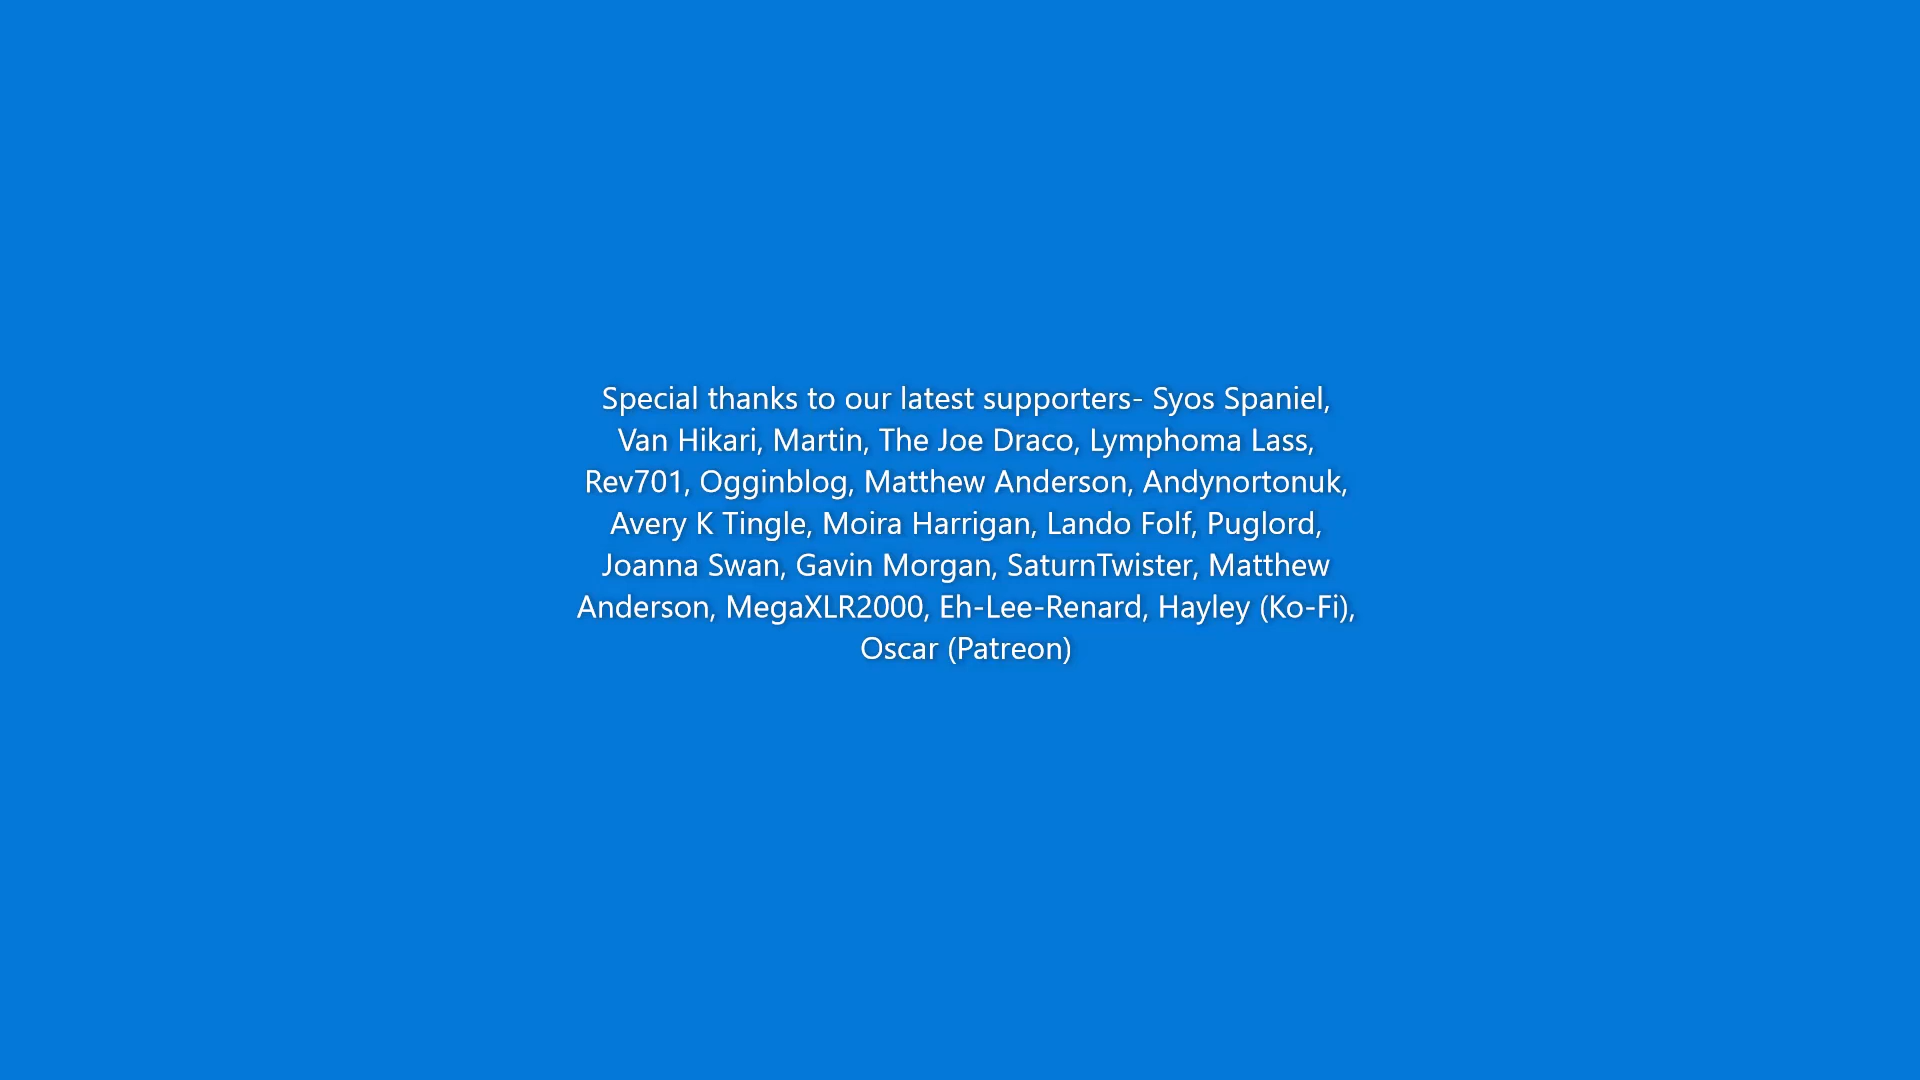 Special thanks to our latest supporters- Syos Spaniel,
Van Hikari, Martin, The Joe Draco, Lymphoma Lass,
Rev701, Ogginblog, Matthew Anderson, Andynortonuk,
Avery K Tingle, Moira Harrigan, Lando Folf, Puglord,
Joanna Swan, Gavin Morgan, SaturnTwister, Matthew
Anderson, MegaXLR2000, Eh-Lee-Renard, Hayley (Ko-Fi),
Oscar (Patreon)